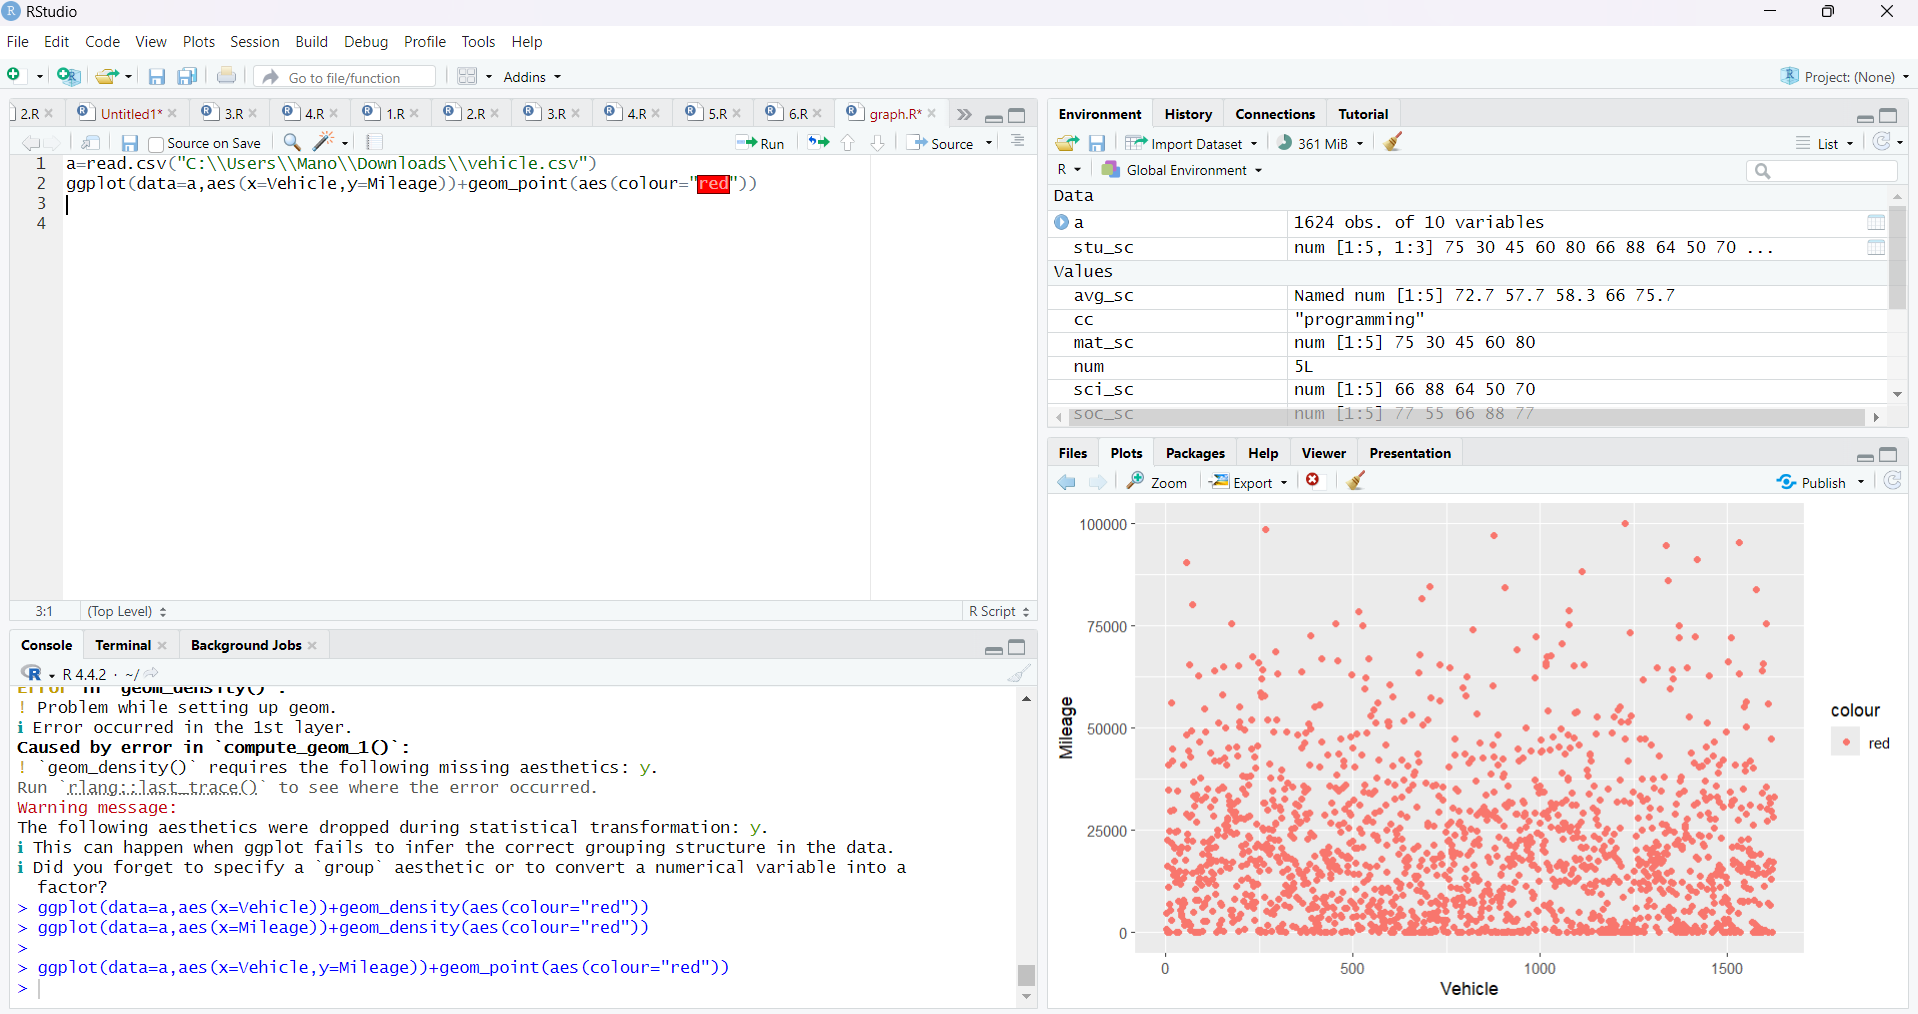 RStudio
File Edit Code View Plots Session Build Debug Profile Tools Help
Go to file/function Addins Project: (None)
2.R Untitled1* 3.R 4.R 1.R 2.R 3.R 4.R 5.R 6.R graph.R*
Source on Save Run Source
1 a=read.csv("C:\\Users\\Mano\\Downloads\\vehicle.csv")
2 ggplot(data=a,aes(x=Vehicle,y=Mileage))+geom_point(aes(colour="red"))
3
4
3:1 (Top Level) R Script
Console Terminal Background Jobs
R 4.4.2 · ~/
Error in `geom_density()`:
! Problem while setting up geom.
i Error occurred in the 1st layer.
Caused by error in `compute_geom_1()`:
! `geom_density()` requires the following missing aesthetics: y.
Run `rlang::last_trace()` to see where the error occurred.
Warning message:
The following aesthetics were dropped during statistical transformation: y.
i This can happen when ggplot fails to infer the correct grouping structure in the data.
i Did you forget to specify a `group` aesthetic or to convert a numerical variable into a
factor?
> ggplot(data=a,aes(x=Vehicle))+geom_density(aes(colour="red"))
> ggplot(data=a,aes(x=Mileage))+geom_density(aes(colour="red"))
>
> ggplot(data=a,aes(x=Vehicle,y=Mileage))+geom_point(aes(colour="red"))
>
Environment History Connections Tutorial
Import Dataset 361 MiB List
R Global Environment
Data
a 1624 obs. of 10 variables
stu_sc num [1:5, 1:3] 75 30 45 60 80 66 88 64 50 70 ...
Values
avg_sc Named num [1:5] 72.7 57.7 58.3 66 75.7
cc "programming"
mat_sc num [1:5] 75 30 45 60 80
num 5L
sci_sc num [1:5] 66 88 64 50 70
soc_sc num [1:5] 77 55 66 88 77
Files Plots Packages Help Viewer Presentation
Zoom Export Publish
100000
75000
50000
25000
0
Mileage
0 500 1000 1500
Vehicle
colour
red